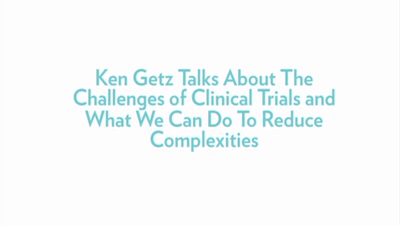 Ken Getz Talks About The
Challenges of Clinical Trials and
What We Can Do To Reduce
Complexities